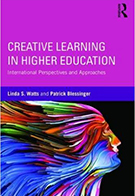 CREATIVE LEARNING IN HIGHER EDUCATION
International Perspectives and Approaches
Linda S. Watts and Patrick Blessinger